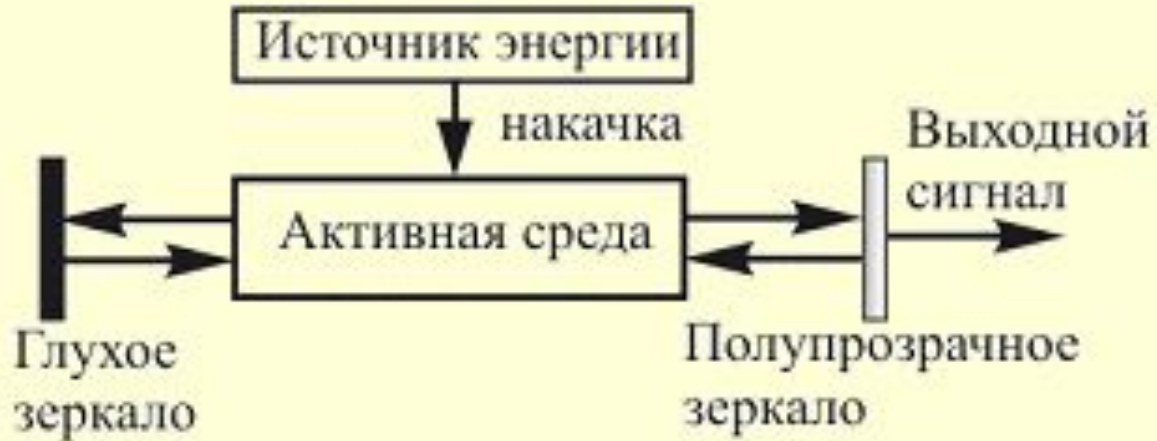 Источник энергии
накачка
Выходной
сигнал
Активная среда
Глухое
зеркало
Полупрозрачное
зеркало